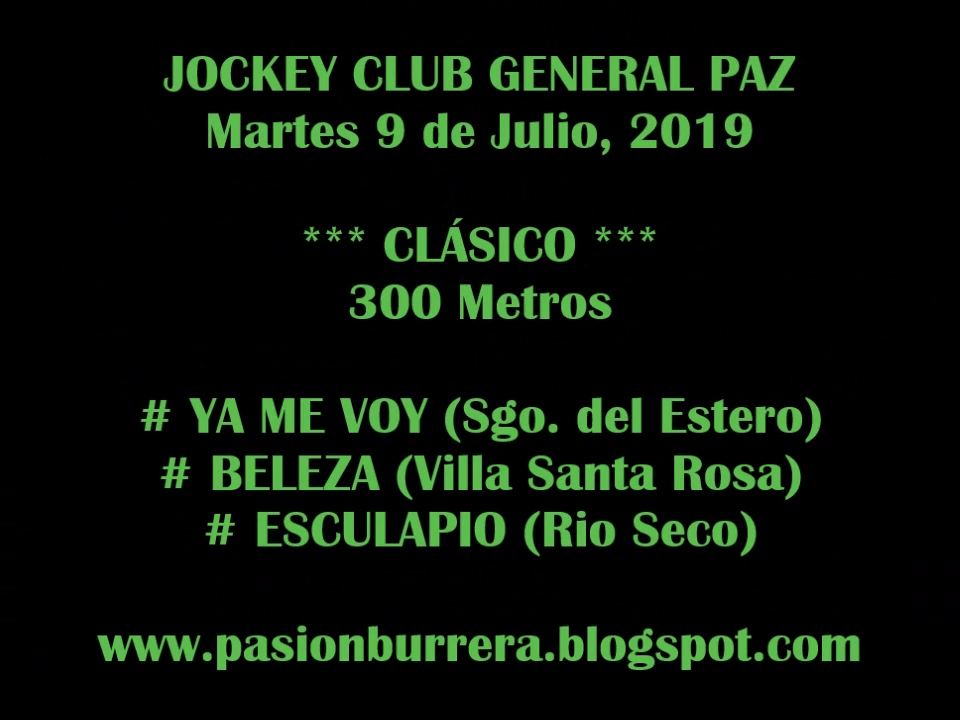 JOCKEY CLUB GENERAL PAZ
Martes 9 de Julio, 2019
*** CLÁSICO ***
300 Metros
# YA ME VOY (Sgo. del Estero)
# BELEZA (Villa Santa Rosa)
# ESCULAPIO (Rio Seco)
www.pasionburrera.blogspot.com